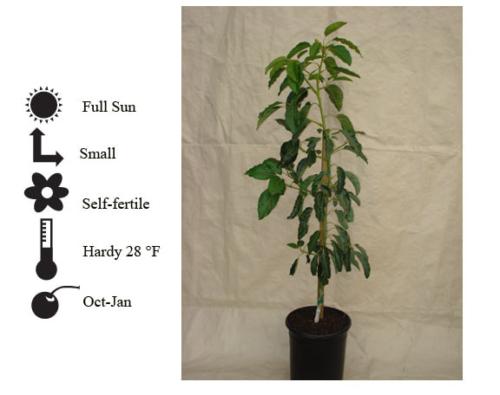 Full Sun
Small
Self-fertile
Hardy 28 °F
Oct-Jan